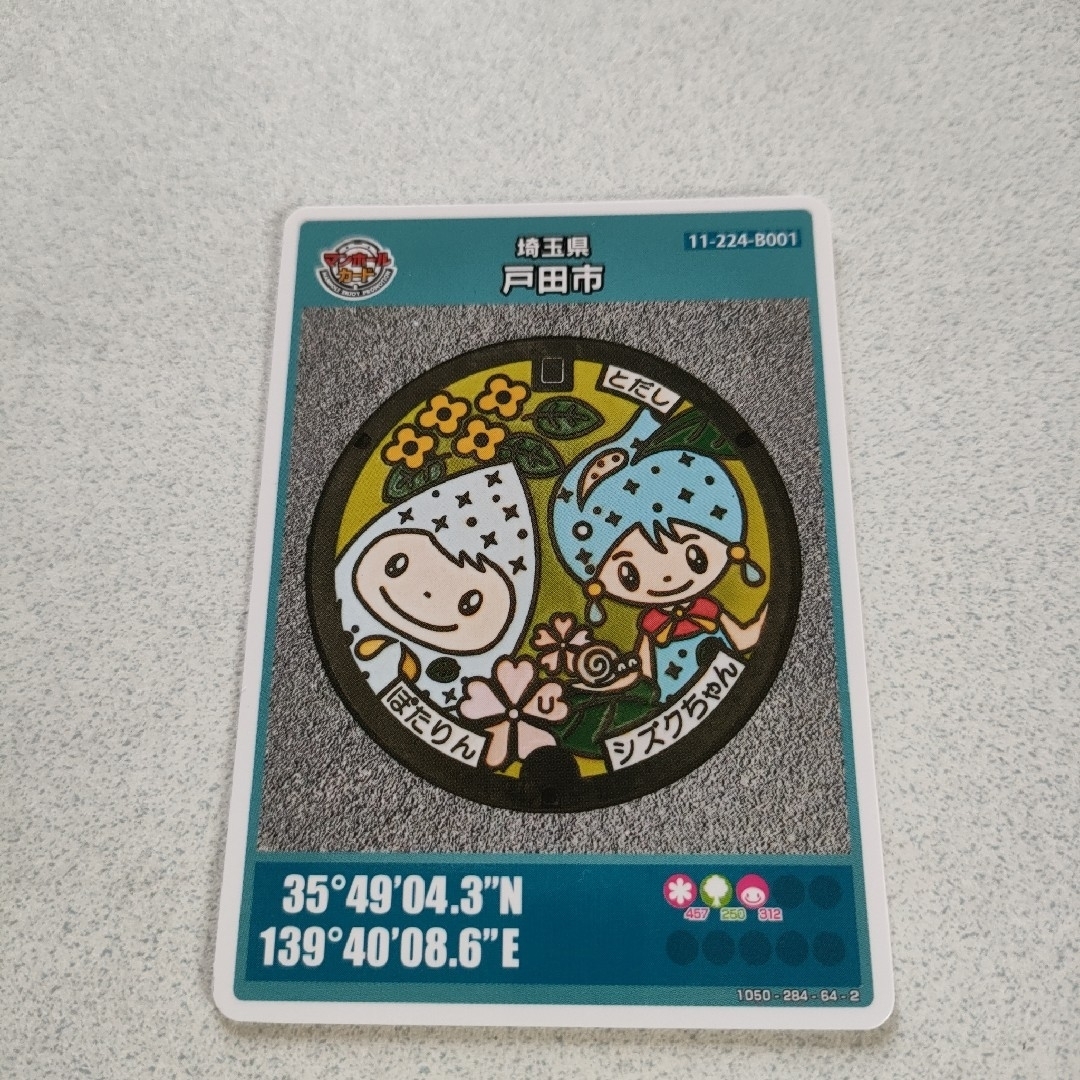 マンホール
カード
埼玉県
戸田市
11-224-B001
とだし
U
ぽたりん
シズクちゃん
35°49'04.3"N
139°40'08.6"E
457 250 312
1050 - 284 - 64 - 2